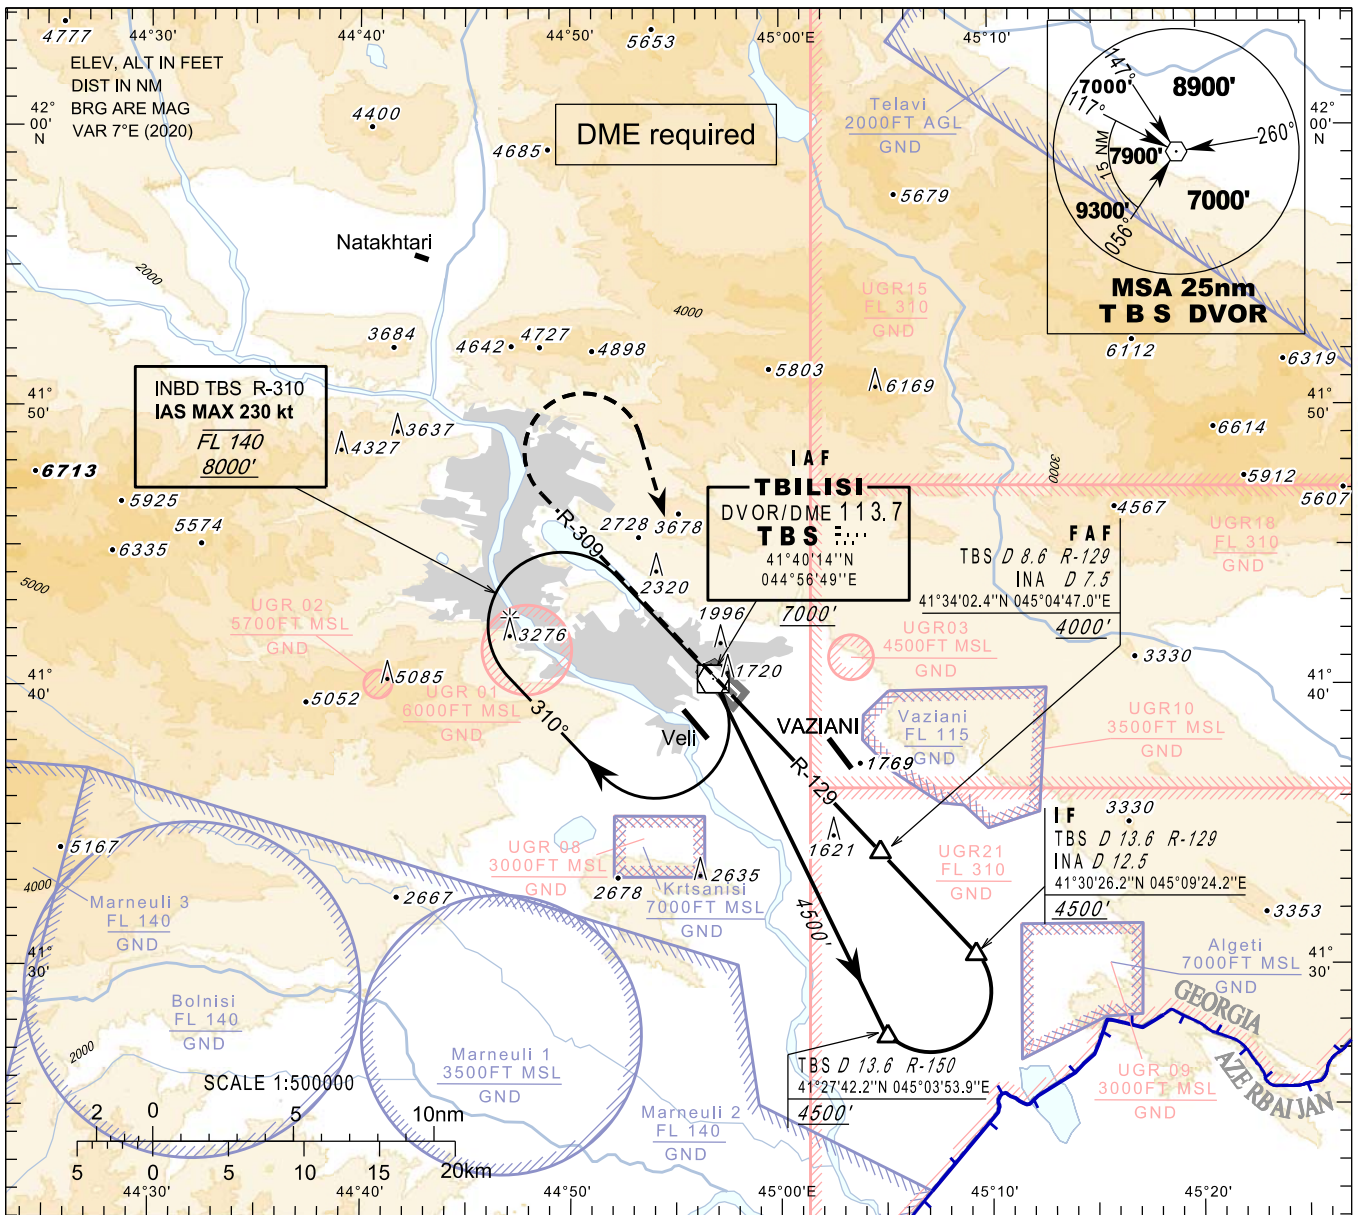 4777
44°30'
44°40'
44°50'
45°00'E
45°10'
5653
ELEV, ALT IN FEET
DIST IN NM
BRG ARE MAG
VAR 7°E (2020)
42°
00'
N
4400
4685
DME required
Telavi
2000FT AGL
GND
5679
147°
7000'
117°
8900'
260°
7900'
15 NM
7000'
9300'
056°
MSA 25nm
TBS DVOR
42°
00'
N
Natakhtari
2000
4000
UGR15
FL 310
GND
3684
4642
4727
4898
5803
6169
6112
6319
INBD TBS R-310
IAS MAX 230 kt
FL 140
8000'
41°
50'
41°
50'
3637
4327
6614
6713
5925
5574
6335
5912
5607
3000
4567
IAF
TBILISI
DVOR/DME 113.7
TBS
41°40'14"N
044°56'49"E
7000'
R-309
2728
3678
2320
FAF
TBS D 8.6 R-129
INA D 7.5
41°34'02.4"N 045°04'47.0"E
4000'
UGR18
FL 310
GND
5000
UGR 02
5700FT MSL
GND
3276
1996
1720
UGR03
4500FT MSL
GND
3330
41°
40'
41°
40'
5085
5052
UGR 01
6000FT MSL
GND
310°
Veli
VAZIANI
1769
Vaziani
FL 115
GND
UGR10
3500FT MSL
GND
R-129
3330
IF
TBS D 13.6 R-129
INA D 12.5
41°30'26.2"N 045°09'24.2"E
4500'
1621
UGR21
FL 310
GND
5167
4000
UGR 08
3000FT MSL
GND
2635
2678
2667
Krtsanisi
7000FT MSL
GND
4500'
3353
Marneuli 3
FL 140
GND
Algeti
7000FT MSL
GND
41°
30'
41°
30'
Bolnisi
FL 140
GND
GEORGIA
AZERBAIJAN
2000
SCALE 1:500000
Marneuli 1
3500FT MSL
GND
TBS D 13.6 R-150
41°27'42.2"N 045°03'53.9"E
4500'
UGR 09
3000FT MSL
GND
Marneuli 2
FL 140
GND
2 0 5 10nm
5 0 5 10 15 20km
44°30'
44°40'
44°50'
45°00'E
45°10'
45°20'